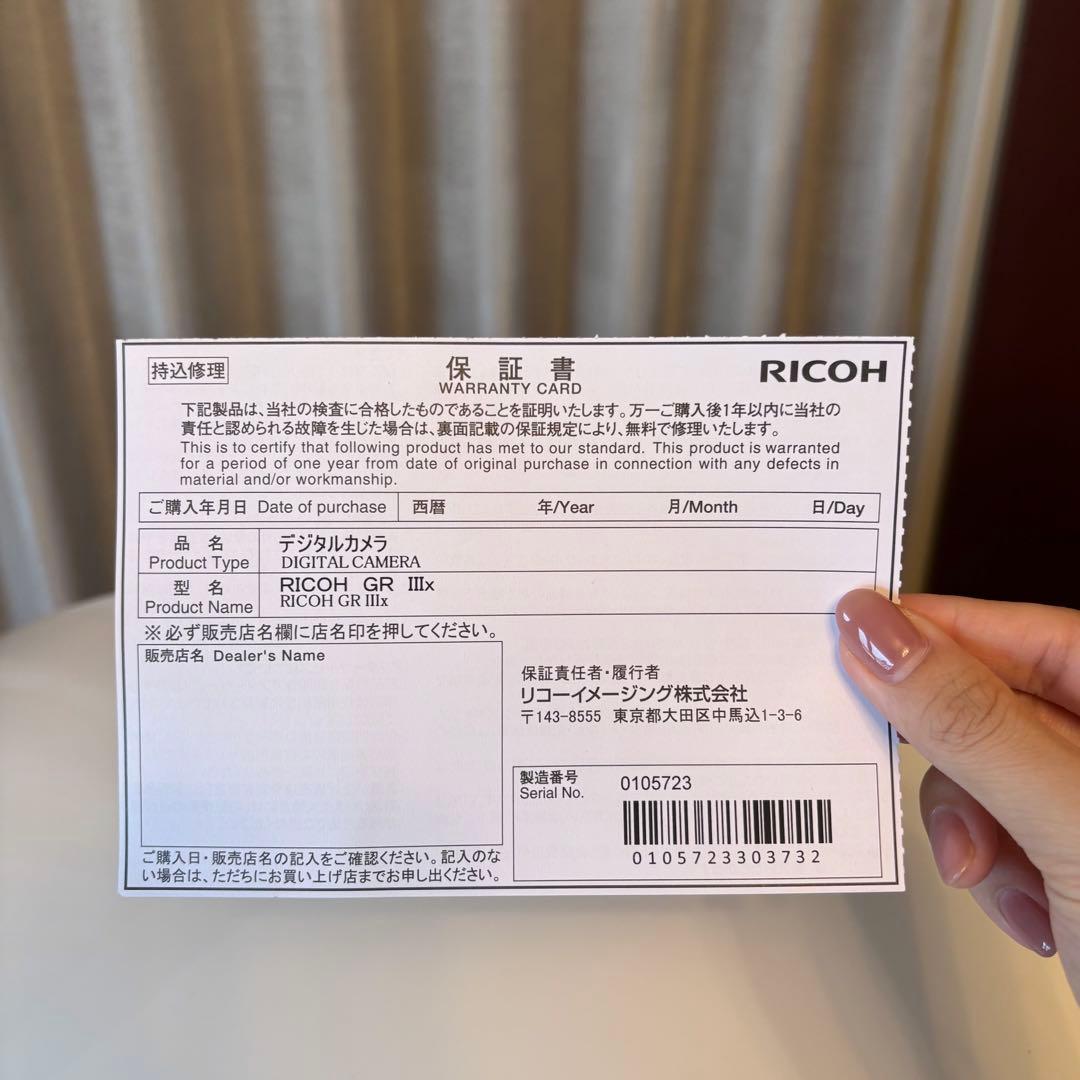 持込修理
保証書
WARRANTY CARD
RICOH
下記製品は、当社の検査に合格したものであることを証明いたします。万一ご購入後1年以内に当社の
責任と認められる故障を生じた場合は、裏面記載の保証規定により、無料で修理いたします。
This is to certify that following product has met to our standard. This product is warranted
for a period of one year from date of original purchase in connection with any defects in
material and/or workmanship.
ご購入年月日 Date of purchase 西暦 年/Year 月/Month 日/Day
品名 デジタルカメラ
Product Type DIGITAL CAMERA
型名 RICOH GR IIIx
Product Name RICOH GR IIIx
※必ず販売店名欄に店名印を押してください。
販売店名 Dealer's Name
保証責任者・履行者
リコーイメージング株式会社
〒143-8555 東京都大田区中馬込1-3-6
製造番号 0105723
Serial No.
0105723303732
ご購入日・販売店名の記入をご確認ください。記入のな
い場合は、ただちにお買い上げ店までお申し出ください。